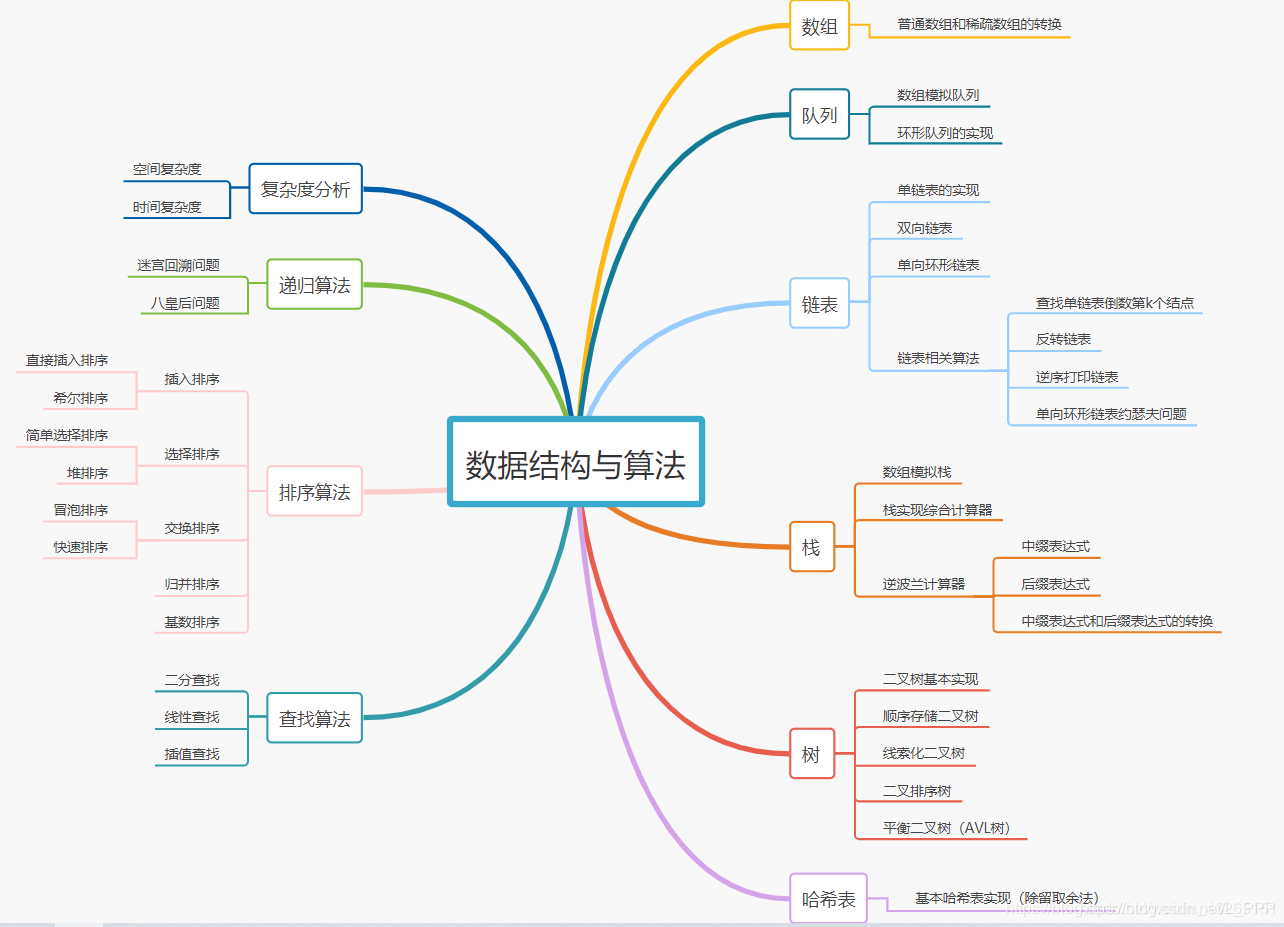 数据结构与算法
数组
普通数组和稀疏数组的转换
队列
数组模拟队列
环形队列的实现
链表
单链表的实现
双向链表
单向环形链表
链表相关算法
查找单链表倒数第k个结点
反转链表
逆序打印链表
单向环形链表约瑟夫问题
栈
数组模拟栈
栈实现综合计算器
逆波兰计算器
中缀表达式
后缀表达式
中缀表达式和后缀表达式的转换
树
二叉树基本实现
顺序存储二叉树
线索化二叉树
二叉排序树
平衡二叉树（AVL树）
哈希表
基本哈希表实现（除留取余法）
复杂度分析
空间复杂度
时间复杂度
递归算法
迷宫回溯问题
八皇后问题
排序算法
插入排序
直接插入排序
希尔排序
选择排序
简单选择排序
堆排序
交换排序
冒泡排序
快速排序
归并排序
基数排序
查找算法
二分查找
线性查找
插值查找